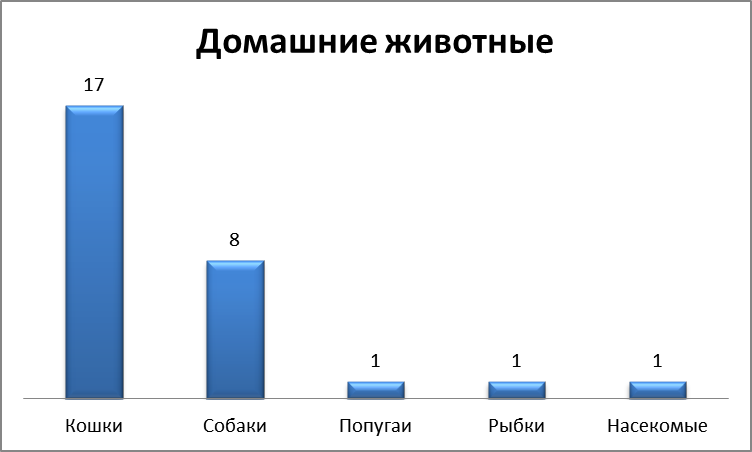 Домашние животные
17
8
1 1 1
Кошки Собаки Попугаи Рыбки Насекомые